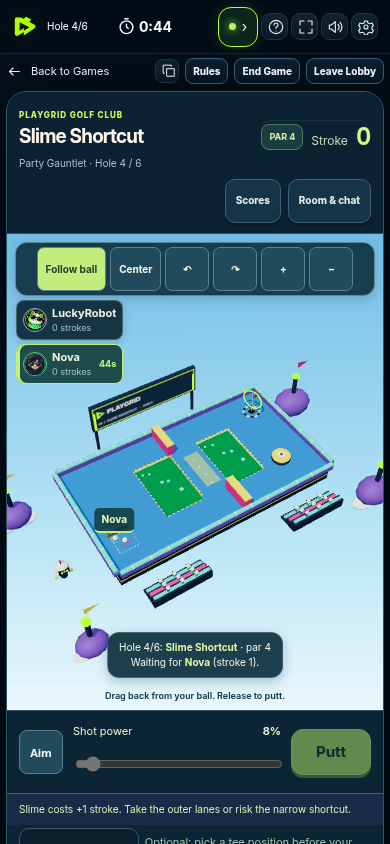 Hole 4/6
0:44
Back to Games
Rules
End Game
Leave Lobby
PLAYGRID GOLF CLUB
Slime Shortcut
PAR 4
Stroke 0
Party Gauntlet · Hole 4 / 6
Scores
Room & chat
Follow ball
Center
↶
↷
+
−
LuckyRobot
0 strokes
Nova
0 strokes
44s
PLAYGRID
Nova
Hole 4/6: Slime Shortcut · par 4
Waiting for Nova (stroke 1).
Drag back from your ball. Release to putt.
Aim
Shot power
8%
Putt
Slime costs +1 stroke. Take the outer lanes or risk the narrow shortcut.
Optional: pick a tee position before your